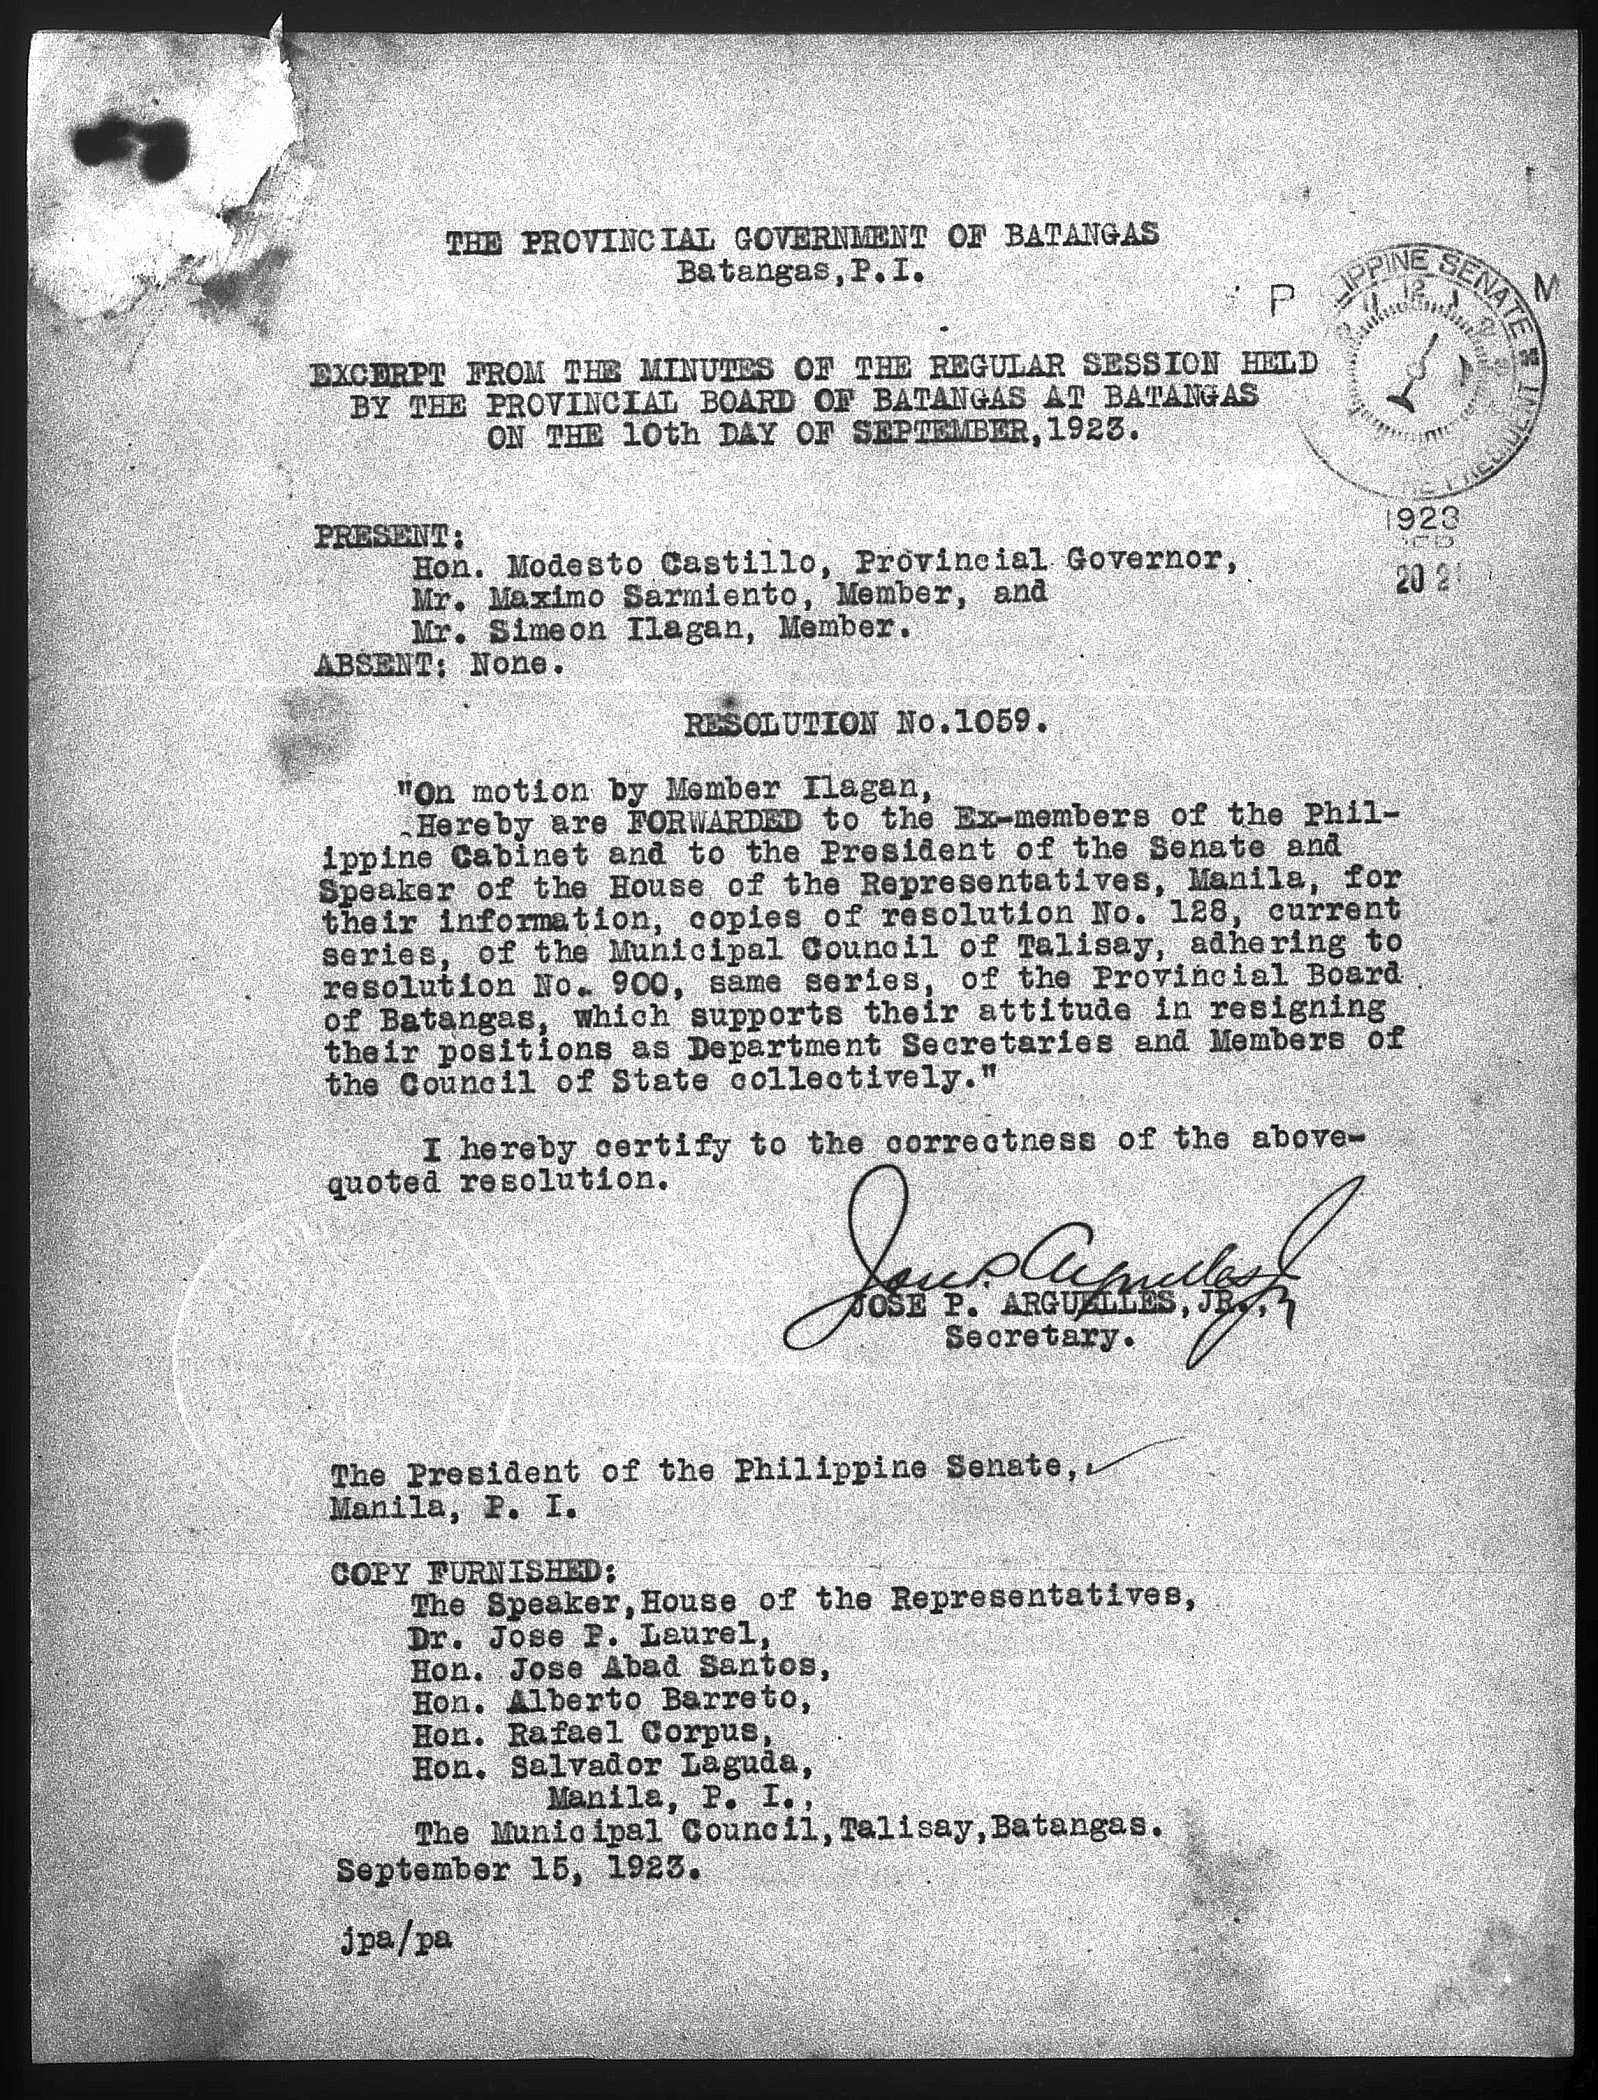 THE PROVINCIAL GOVERNMENT OF BATANGAS
Batangas,P.I.
P
M
PHILIPPINE SENATE
EXCERPT FROM THE MINUTES OF THE REGULAR SESSION HELD
BY THE PROVINCIAL BOARD OF BATANGAS AT BATANGAS
ON THE 10th DAY OF SEPTEMBER,1923.
1923
20
PRESENT:
Hon. Modesto Castillo, Provincial Governor,
Mr. Maximo Sarmiento, Member, and
Mr. Simeon Ilagan, Member.
ABSENT: None.
RESOLUTION No.1059.
"On motion by Member Ilagan,
Hereby are FORWARDED to the Ex-members of the Phil-
ippine Cabinet and to the President of the Senate and
Speaker of the House of the Representatives, Manila, for
their information, copies of resolution No. 128, current
series, of the Municipal Council of Talisay, adhering to
resolution No. 900, same series, of the Provincial Board
of Batangas, which supports their attitude in resigning
their positions as Department Secretaries and Members of
the Council of State collectively."
I hereby certify to the correctness of the above-
quoted resolution.
Jose P. Arguelles Jr
JOSE P. ARGUELLES,JR.,
Secretary.
The President of the Philippine Senate,
Manila, P. I.
COPY FURNISHED:
The Speaker,House of the Representatives,
Dr. Jose P. Laurel,
Hon. Jose Abad Santos,
Hon. Alberto Barreto,
Hon. Rafael Corpus,
Hon. Salvador Laguda,
Manila, P. I.,
The Municipal Council,Talisay,Batangas.
September 15, 1923.
jpa/pa